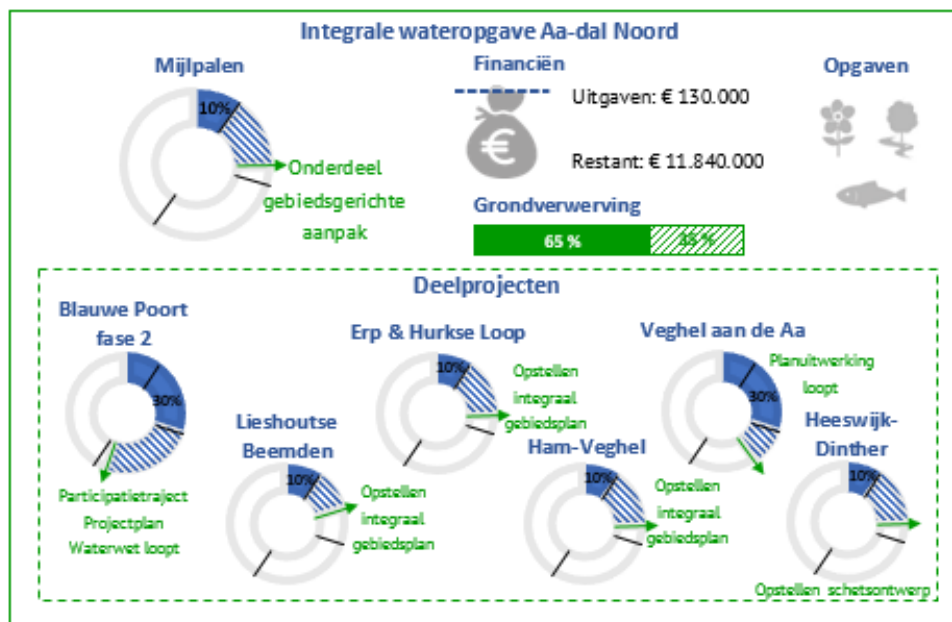 Integrale wateropgave Aa-dal Noord
Mijlpalen
10%
Onderdeel
gebiedsgerichte
aanpak
Financiën
€
Uitgaven: € 130.000
Restant: € 11.840.000
Opgaven
Grondverwerving
65 %
Deelprojecten
Blauwe Poort
fase 2
30%
Participatietraject
Projectplan
Waterwet loopt
Lieshoutse
Beemden
10%
Opstellen
integraal
gebiedsplan
Erp & Hurkse Loop
10%
Opstellen
integraal
gebiedsplan
Ham-Veghel
10%
Opstellen
integraal
gebiedsplan
Veghel aan de Aa
30%
Planuitwerking
loopt
Heeswijk-
Dinther
10%
Opstellen schetsontwerp